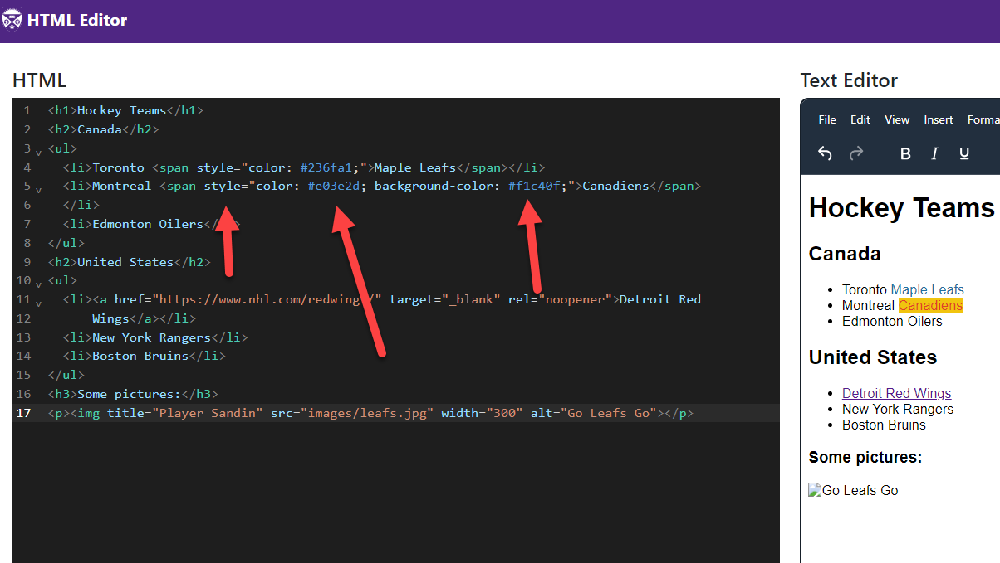 HTML Editor
HTML
1 <h1>Hockey Teams</h1>
2 <h2>Canada</h2>
3 <ul>
4 <li>Toronto <span style="color: #236fa1;">Maple Leafs</span></li>
5 <li>Montreal <span style="color: #e03e2d; background-color: #f1c40f;">Canadiens</span>
6 </li>
7 <li>Edmonton Oilers</
8 </ul>
9 <h2>United States</h2>
10 <ul>
11 <li><a href="https://www.nhl.com/redwing /" target="_blank" rel="noopener">Detroit Red
12 Wings</a></li>
13 <li>New York Rangers</li>
14 <li>Boston Bruins</li>
15 </ul>
16 <h3>Some pictures:</h3>
17 <p><img title="Player Sandin" src="images/leafs.jpg" width="300" alt="Go Leafs Go"></p>
Text Editor
File Edit View Insert Forma
B I U
Hockey Teams
Canada
• Toronto Maple Leafs
• Montreal Canadiens
• Edmonton Oilers
United States
• Detroit Red Wings
• New York Rangers
• Boston Bruins
Some pictures:
Go Leafs Go